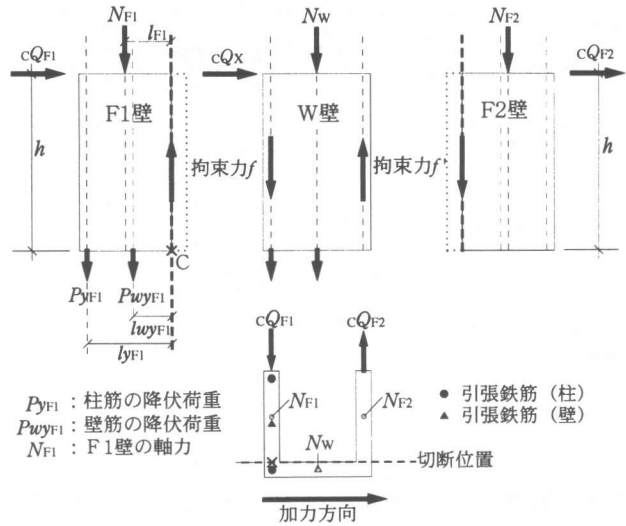 NF1
lF1
cQF1
F1壁
h
C
PyF1
PwyF1
lwyF1
lyF1
NW
cQX
W壁
拘束力f
NF2
cQF2
F2壁
拘束力f'
h
PyF1：柱筋の降伏荷重
PwyF1：壁筋の降伏荷重
NF1：F1壁の軸力
cQF1
cQF2
NF1
NF2
NW
● 引張鉄筋（柱）
▲ 引張鉄筋（壁）
切断位置
加力方向